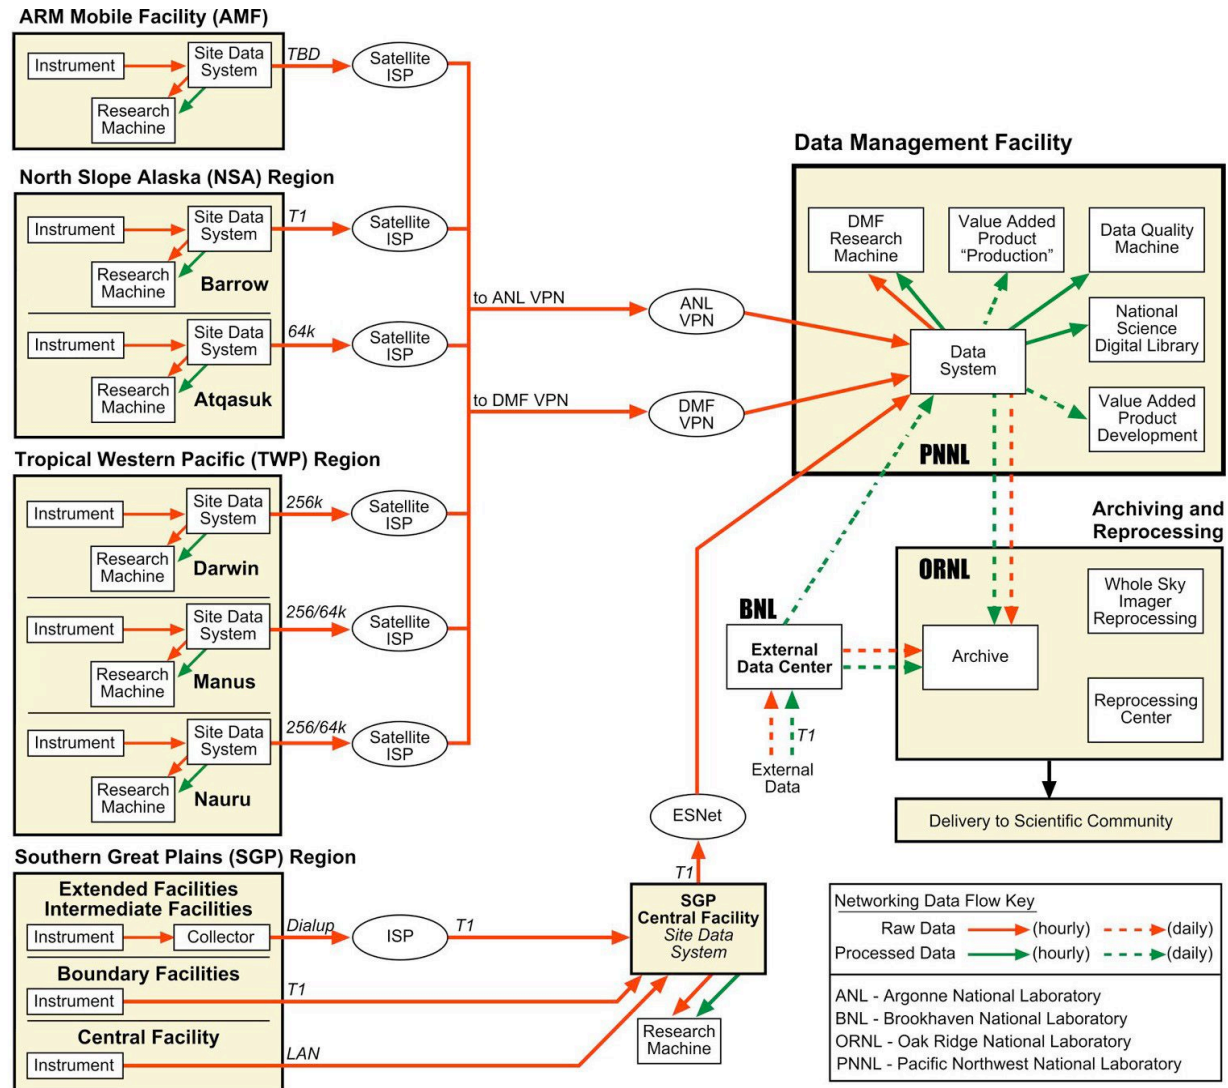 ARM Mobile Facility (AMF)
Instrument
Site Data
System
Research
Machine
TBD
Satellite
ISP
North Slope Alaska (NSA) Region
Instrument
Site Data
System
Research
Machine
Barrow
T1
Satellite
ISP
Instrument
Site Data
System
Research
Machine
Atqasuk
64k
Satellite
ISP
to ANL VPN
ANL
VPN
to DMF VPN
DMF
VPN
Tropical Western Pacific (TWP) Region
Instrument
Site Data
System
Research
Machine
Darwin
256k
Satellite
ISP
Instrument
Site Data
System
Research
Machine
Manus
256/64k
Satellite
ISP
Instrument
Site Data
System
Research
Machine
Nauru
256/64k
Satellite
ISP
Southern Great Plains (SGP) Region
Extended Facilities
Intermediate Facilities
Instrument
Collector
Dialup
ISP
T1
Boundary Facilities
Instrument
T1
Central Facility
Instrument
LAN
SGP
Central Facility
Site Data
System
Research
Machine
T1
ESNet
Data Management Facility
DMF
Research
Machine
Value Added
Product
“Production”
Data Quality
Machine
National
Science
Digital Library
Data
System
Value Added
Product
Development
PNNL
BNL
External
Data Center
T1
External
Data
Archiving and
Reprocessing
ORNL
Archive
Whole Sky
Imager
Reprocessing
Reprocessing
Center
Delivery to Scientific Community
Networking Data Flow Key
Raw Data (hourly) (daily)
Processed Data (hourly) (daily)
ANL - Argonne National Laboratory
BNL - Brookhaven National Laboratory
ORNL - Oak Ridge National Laboratory
PNNL - Pacific Northwest National Laboratory